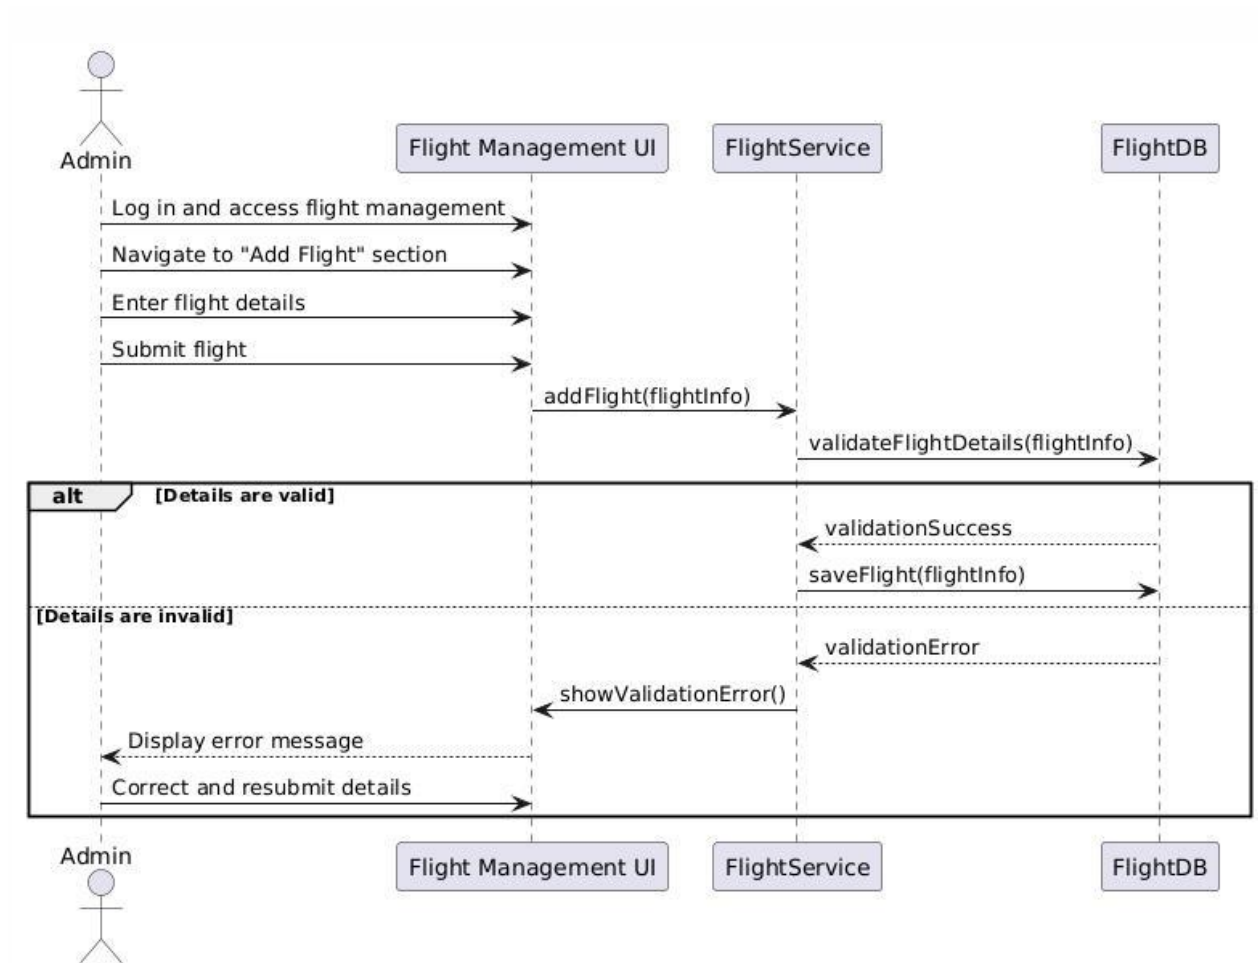 Admin
Flight Management UI
FlightService
FlightDB
Log in and access flight management
Navigate to "Add Flight" section
Enter flight details
Submit flight
addFlight(flightInfo)
validateFlightDetails(flightInfo)
alt
[Details are valid]
validationSuccess
saveFlight(flightInfo)
[Details are invalid]
validationError
showValidationError()
Display error message
Correct and resubmit details
Admin
Flight Management UI
FlightService
FlightDB